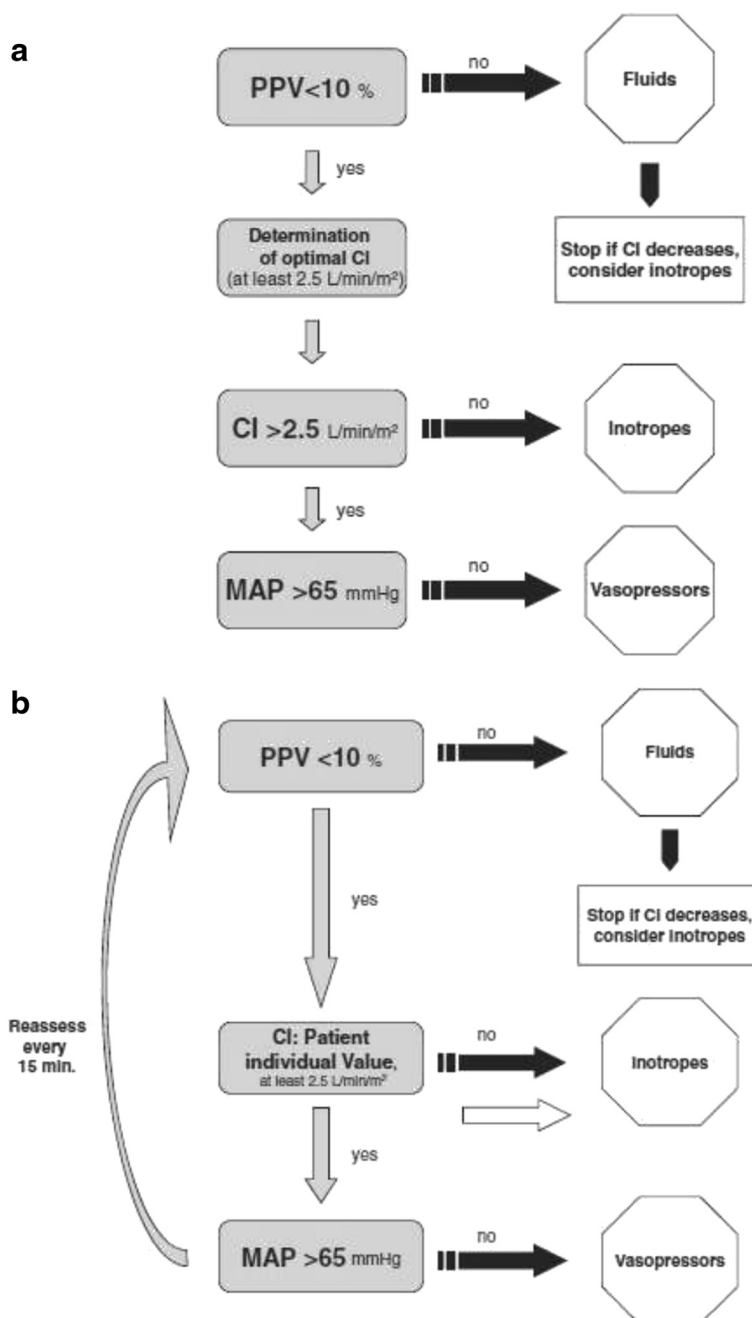 a
PPV<10 %
no
Fluids
yes
Determination
of optimal CI
(at least 2.5 L/min/m²)
Stop if CI decreases,
consider inotropes
CI >2.5 L/min/m²
no
Inotropes
yes
MAP >65 mmHg
no
Vasopressors
b
PPV <10 %
no
Fluids
yes
Stop if CI decreases,
consider inotropes
Reassess
every
15 min.
CI: Patient
individual Value,
at least 2.5 L/min/m²
no
Inotropes
yes
MAP >65 mmHg
no
Vasopressors